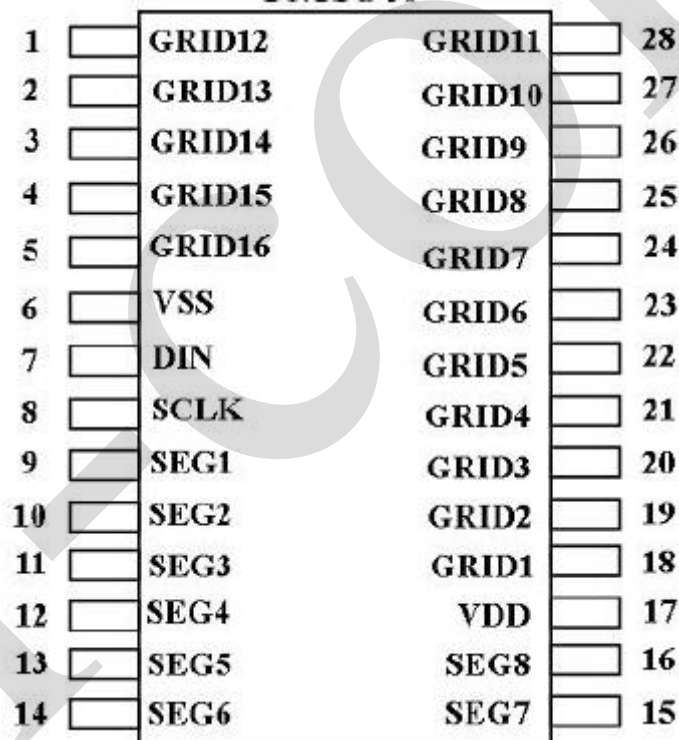 1 GRID12 GRID11 28
2 GRID13 GRID10 27
3 GRID14 GRID9 26
4 GRID15 GRID8 25
5 GRID16 GRID7 24
6 VSS GRID6 23
7 DIN GRID5 22
8 SCLK GRID4 21
9 SEG1 GRID3 20
10 SEG2 GRID2 19
11 SEG3 GRID1 18
12 SEG4 VDD 17
13 SEG5 SEG8 16
14 SEG6 SEG7 15